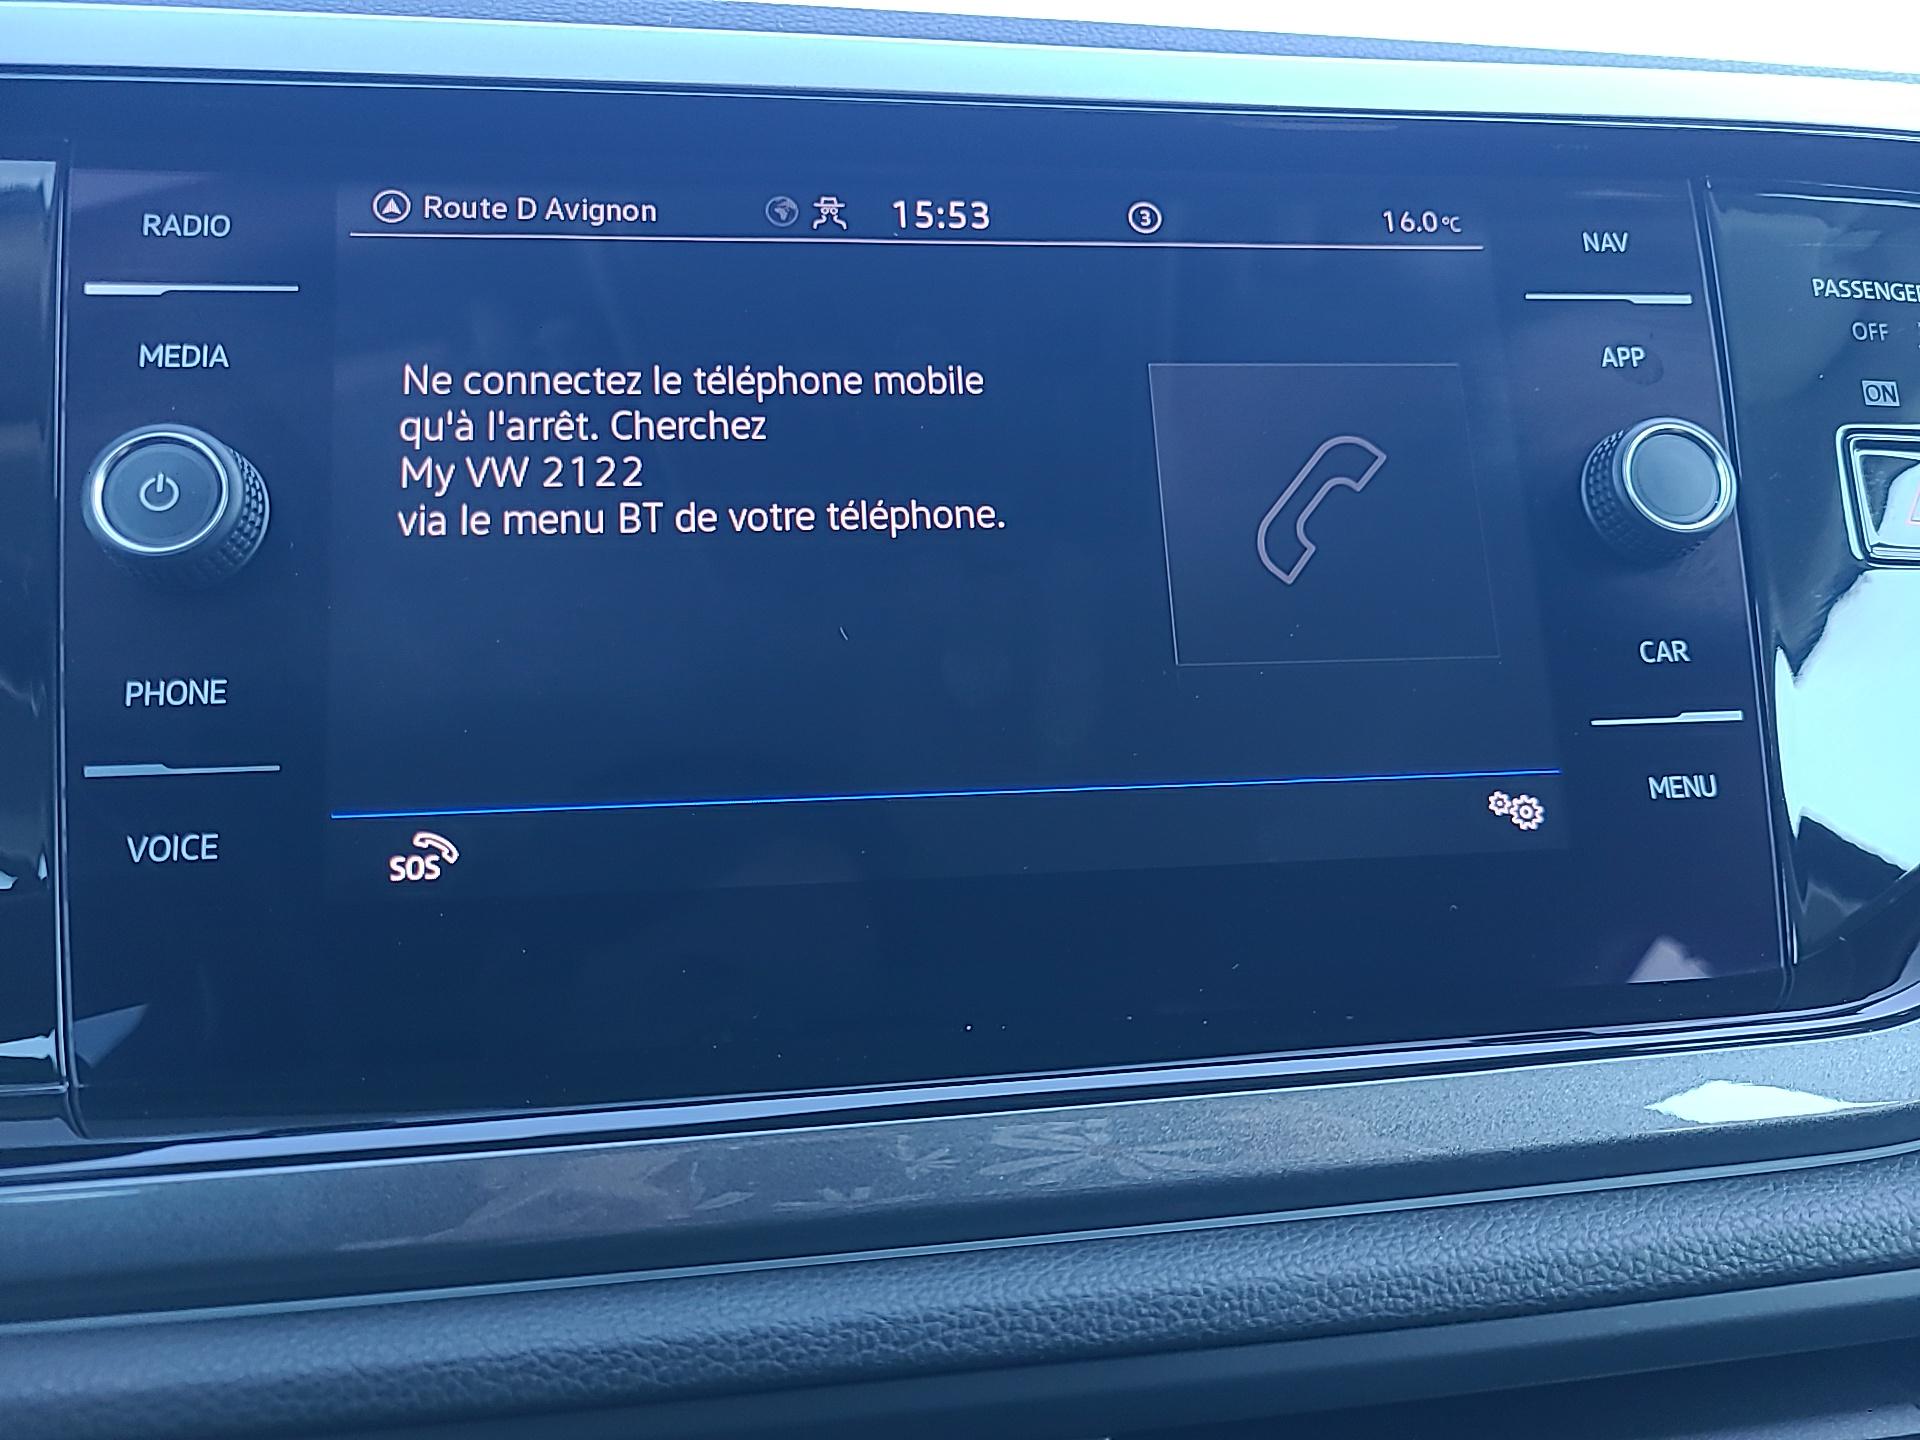 RADIO
MEDIA
PHONE
VOICE
Route D Avignon
15:53
3
16.0°C
Ne connectez le téléphone mobile
qu'à l'arrêt. Cherchez
My VW 2122
via le menu BT de votre téléphone.
SOS
NAV
APP
CAR
MENU
PASSENGER
OFF
ON